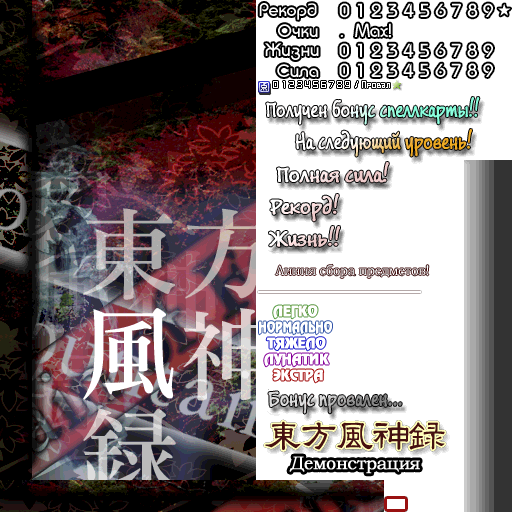 Рекорд 0123456789★
Очки . Max!
Жизни 0123456789
Сила 0123456789
0123456789 / Провал ★
Получен бонус спеллкарты!!
На следующий уровень!
Полная сила!
Рекорд!
Жизнь!!
Линия сбора предметов!
ЛЕГКО
НОРМАЛЬНО
ТЯЖЕЛО
ЛУНАТИК
ЭКСТРА
Бонус провален...
東方風神録
Демонстрация
東方
風神
録